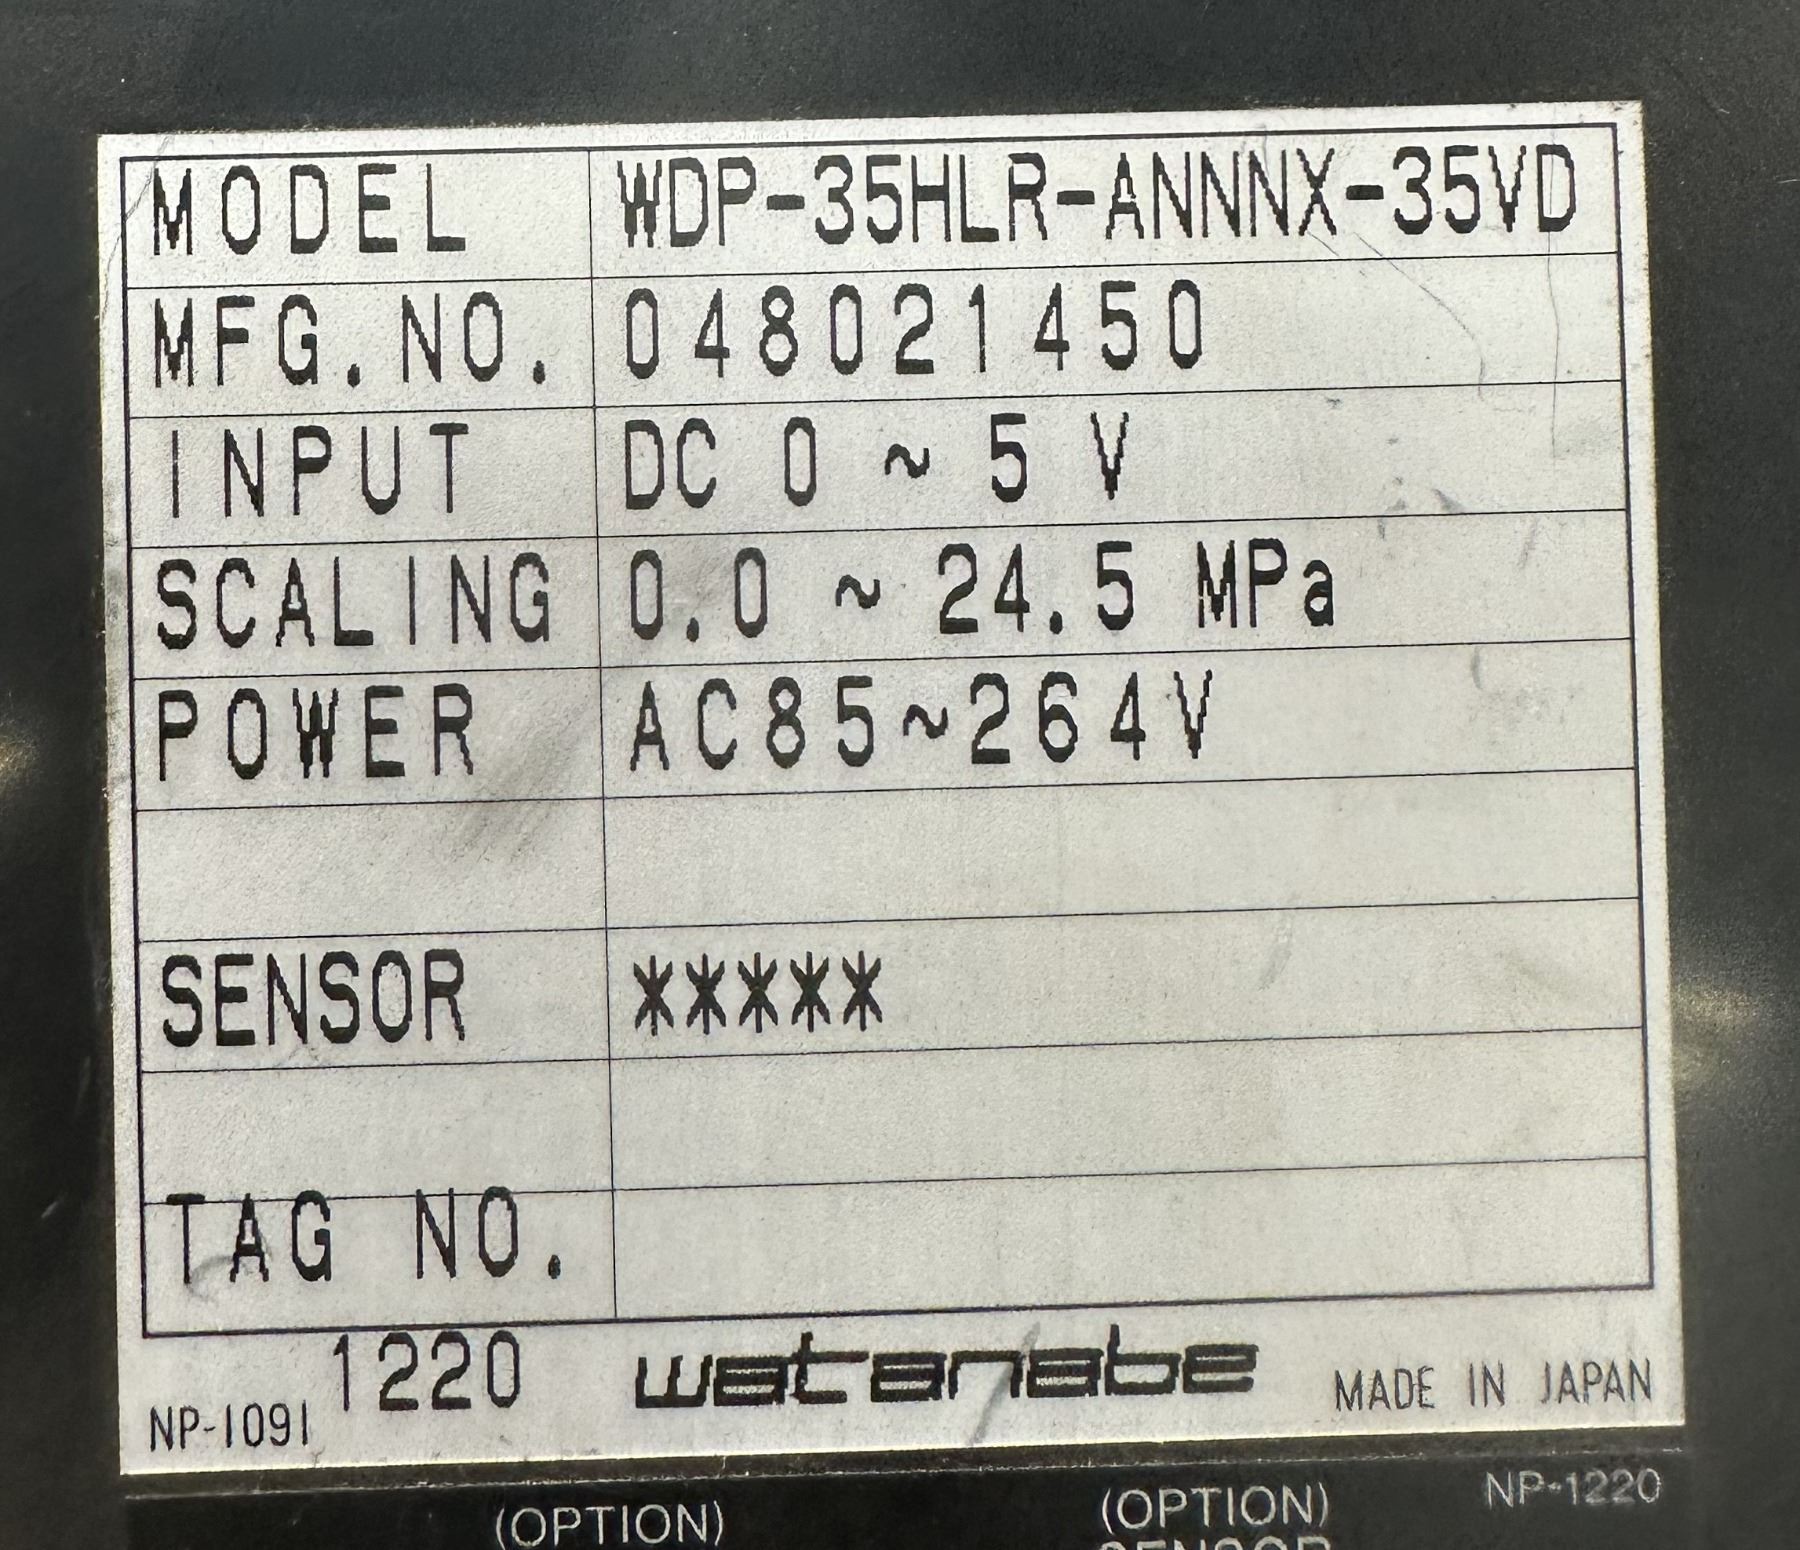 MODEL WDP-35HLR-ANNNX-35VD
MFG.NO. 048021450
INPUT DC 0 ~ 5 V
SCALING 0.0 ~ 24.5 MPa
POWER AC85~264V
SENSOR *****
TAG NO.
NP-1091 1220 watanabe MADE IN JAPAN
NP-1220
(OPTION) (OPTION)
SENSOR